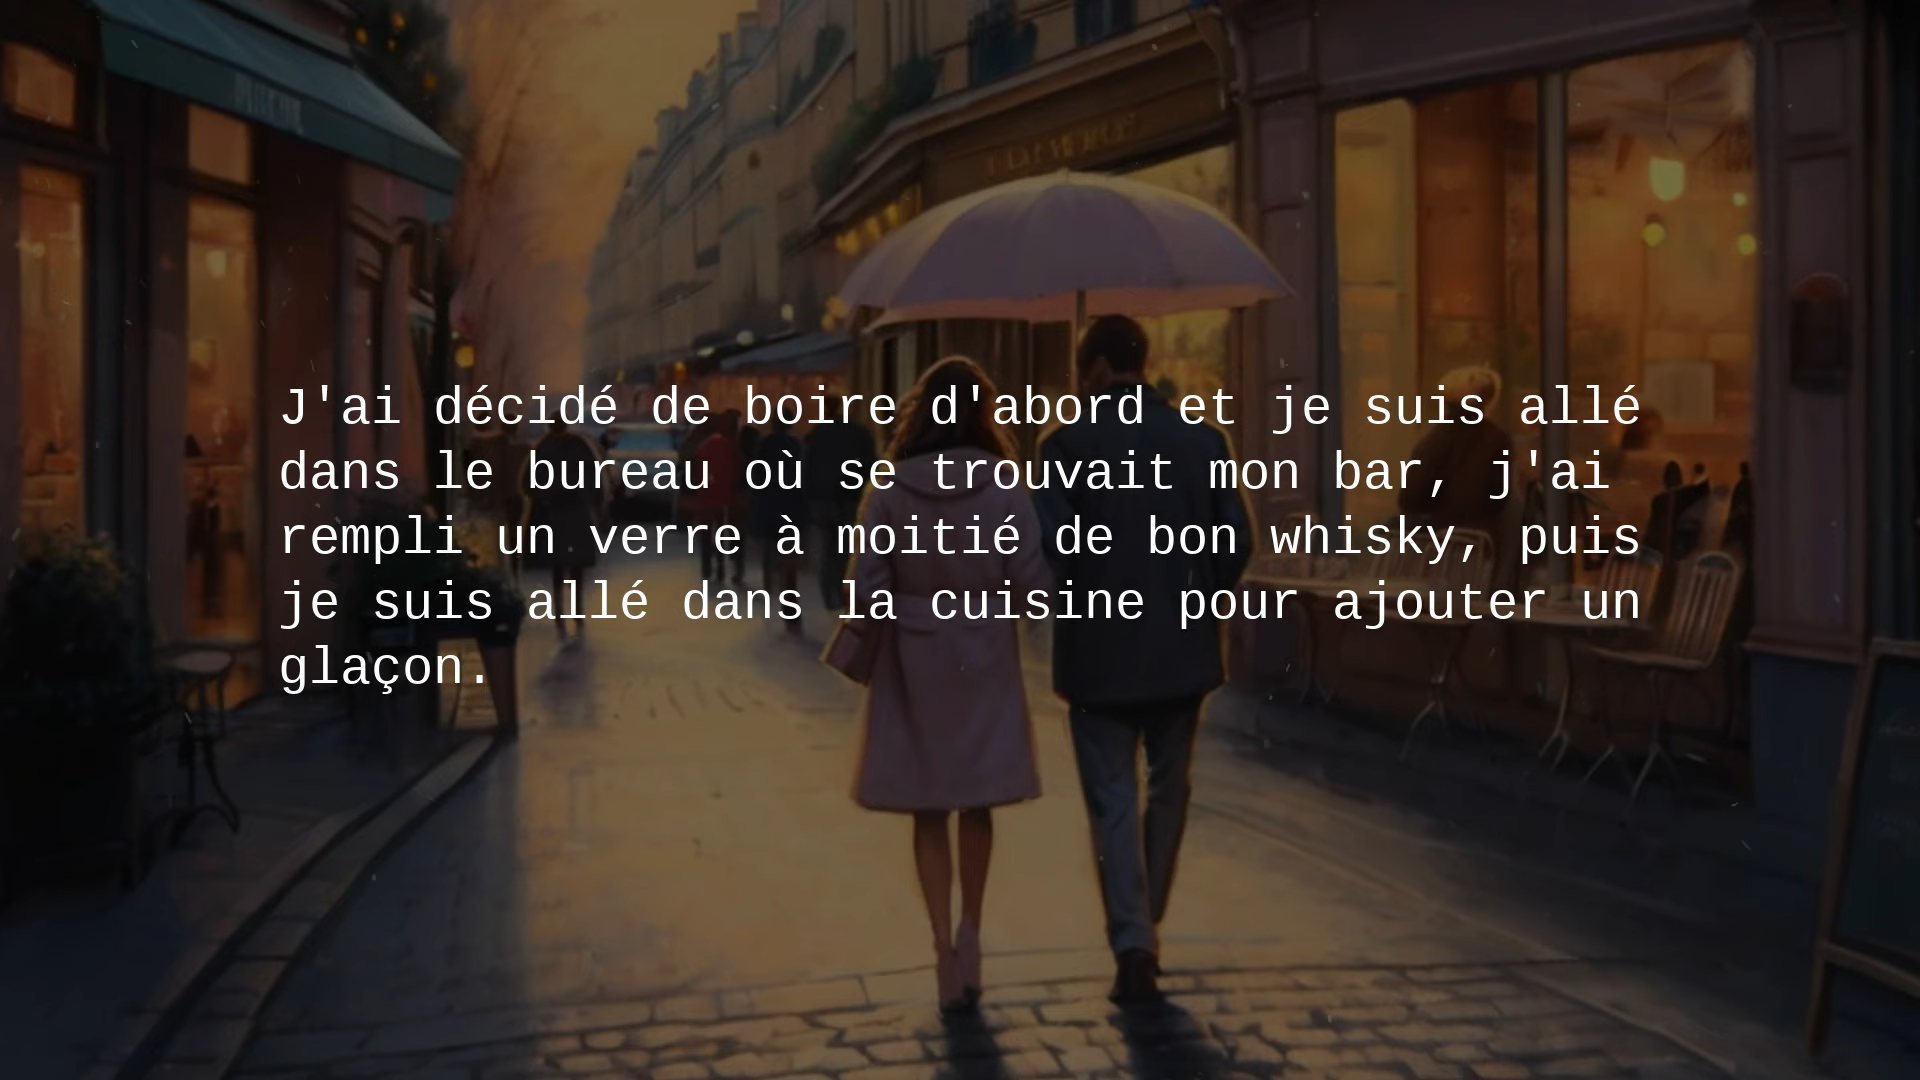 J'ai décidé de boire d'abord et je suis allé
dans le bureau où se trouvait mon bar, j'ai
rempli un verre à moitié de bon whisky, puis
je suis allé dans la cuisine pour ajouter un
glaçon.